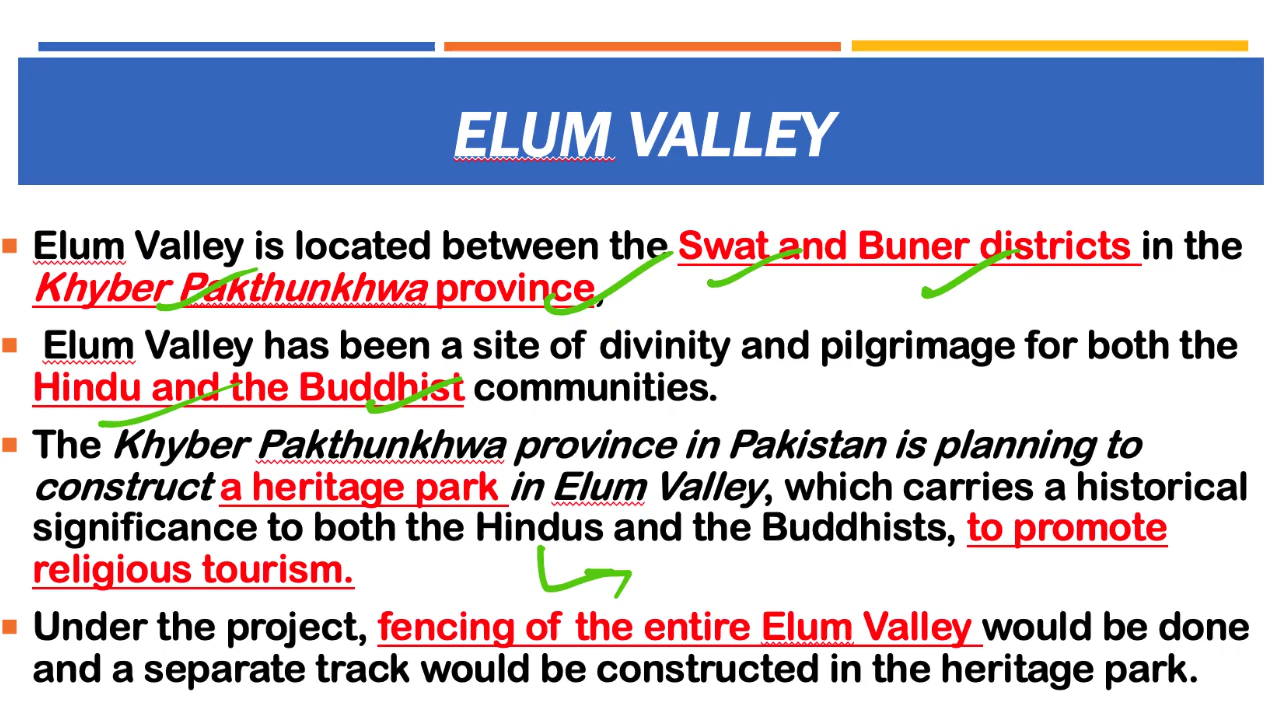 ELUM VALLEY
Elum Valley is located between the Swat and Buner districts in the
Khyber Pakthunkhwa province,
Elum Valley has been a site of divinity and pilgrimage for both the
Hindu and the Buddhist communities.
The Khyber Pakthunkhwa province in Pakistan is planning to
construct a heritage park in Elum Valley, which carries a historical
significance to both the Hindus and the Buddhists, to promote
religious tourism.
Under the project, fencing of the entire Elum Valley would be done
and a separate track would be constructed in the heritage park.